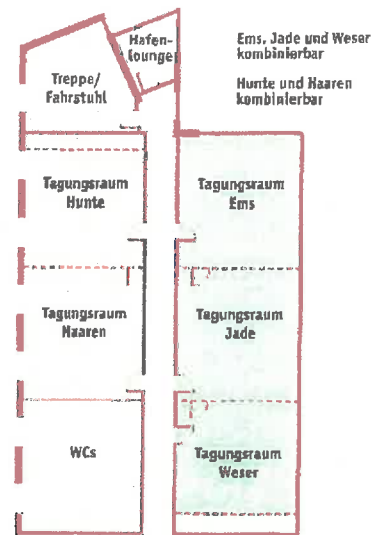 Hafen-
lounge
Ems, Jade und Weser
kombinierbar
Hunte und Haaren
kombinierbar
Treppe/
Fahrstuhl
Tagungsraum
Hunte
Tagungsraum
Ems
Tagungsraum
Haaren
Tagungsraum
Jade
WCs
Tagungsraum
Weser